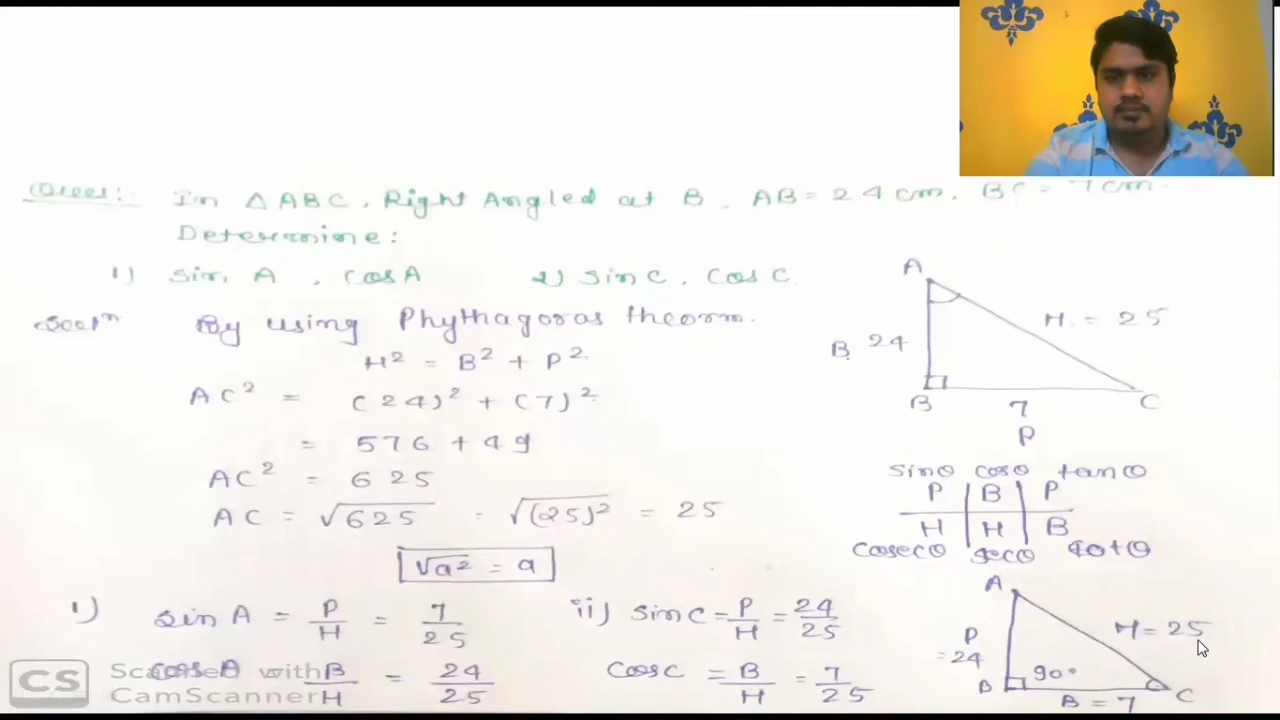 Ques:- In △ABC, Right Angled at B, AB = 24 cm, BC = 7 cm.
Determine:
1) Sin A , Cos A 2) Sin C, Cos C
Sol^n By using Phythagoras theorm.
H² = B² + P²
AC² = (24)² + (7)²
= 576 + 49
AC² = 625
AC = √625 = √(25)² = 25
√a² = a
1) Sin A = P/H = 7/25
Cos A = B/H = 24/25
ii) Sin C = P/H = 24/25
Cos C = B/H = 7/25
A
H = 25
B 24
B 7 C
P
Sinθ Cosθ tanθ
P B P
H H B
Cosecθ Secθ Cotθ
A
P = 24
H = 25
90°
B B = 7 C
CS Scanned with
CamScanner